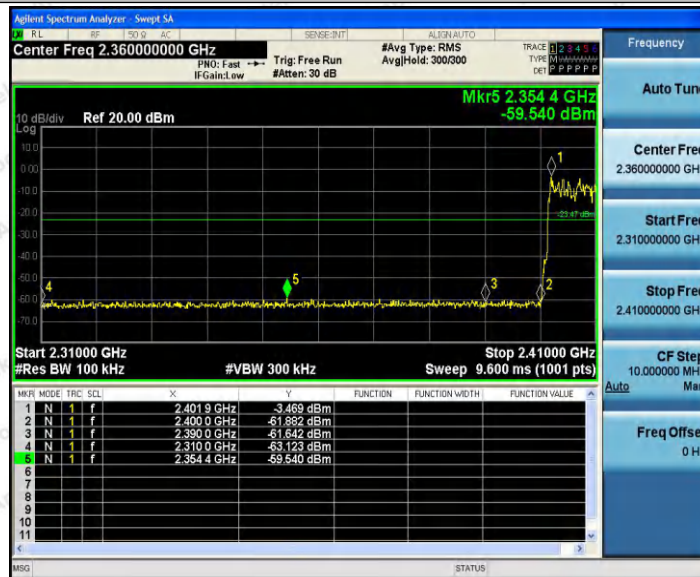 Agilent Spectrum Analyzer - Swept SA
RL RF 50 Ω AC SENSE:INT ALIGN AUTO
Center Freq 2.360000000 GHz
PNO: Fast
IFGain:Low
Trig: Free Run
#Atten: 30 dB
#Avg Type: RMS
Avg|Hold: 300/300
TRACE 1 2 3 4 5 6
TYPE M
DET P P P P P P
Mkr5 2.354 4 GHz
-59.540 dBm
10 dB/div Ref 20.00 dBm
Log
10.0
0.00
-10.0
-20.0
-30.0
-40.0
-50.0
-60.0
-70.0
1
-23.47 dBm
4
5
3
2
Start 2.31000 GHz Stop 2.41000 GHz
#Res BW 100 kHz #VBW 300 kHz Sweep 9.600 ms (1001 pts)
MKR MODE TRC SCL X Y FUNCTION FUNCTION WIDTH FUNCTION VALUE
1 N 1 f 2.401 9 GHz -3.469 dBm
2 N 1 f 2.400 0 GHz -61.882 dBm
3 N 1 f 2.390 0 GHz -61.642 dBm
4 N 1 f 2.310 0 GHz -63.123 dBm
5 N 1 f 2.354 4 GHz -59.540 dBm
6
7
8
9
10
11
MSG STATUS
Frequency
Auto Tun
Center Fre
2.360000000 GH
Start Fre
2.310000000 GH
Stop Fre
2.410000000 GH
CF Step
10.000000 MH
Auto Ma
Freq Offse
0 H